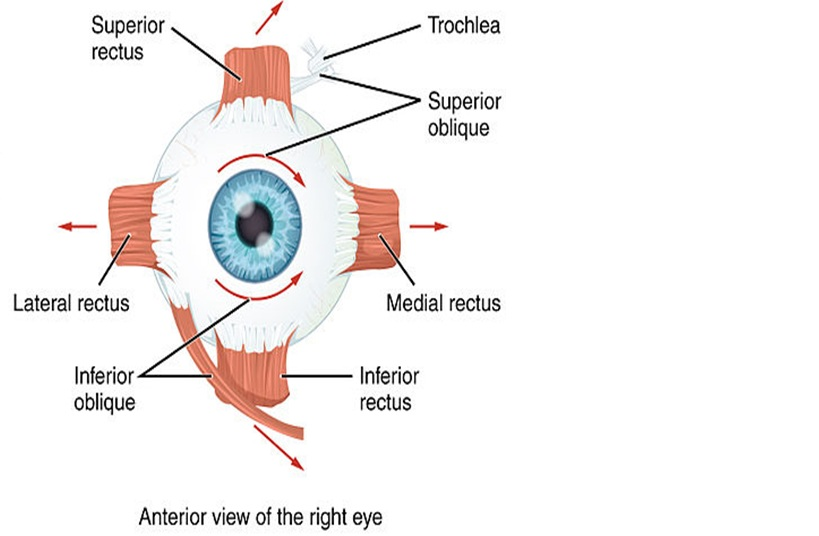 Superior
rectus
Trochlea
Superior
oblique
Lateral rectus
Medial rectus
Inferior
oblique
Inferior
rectus
Anterior view of the right eye